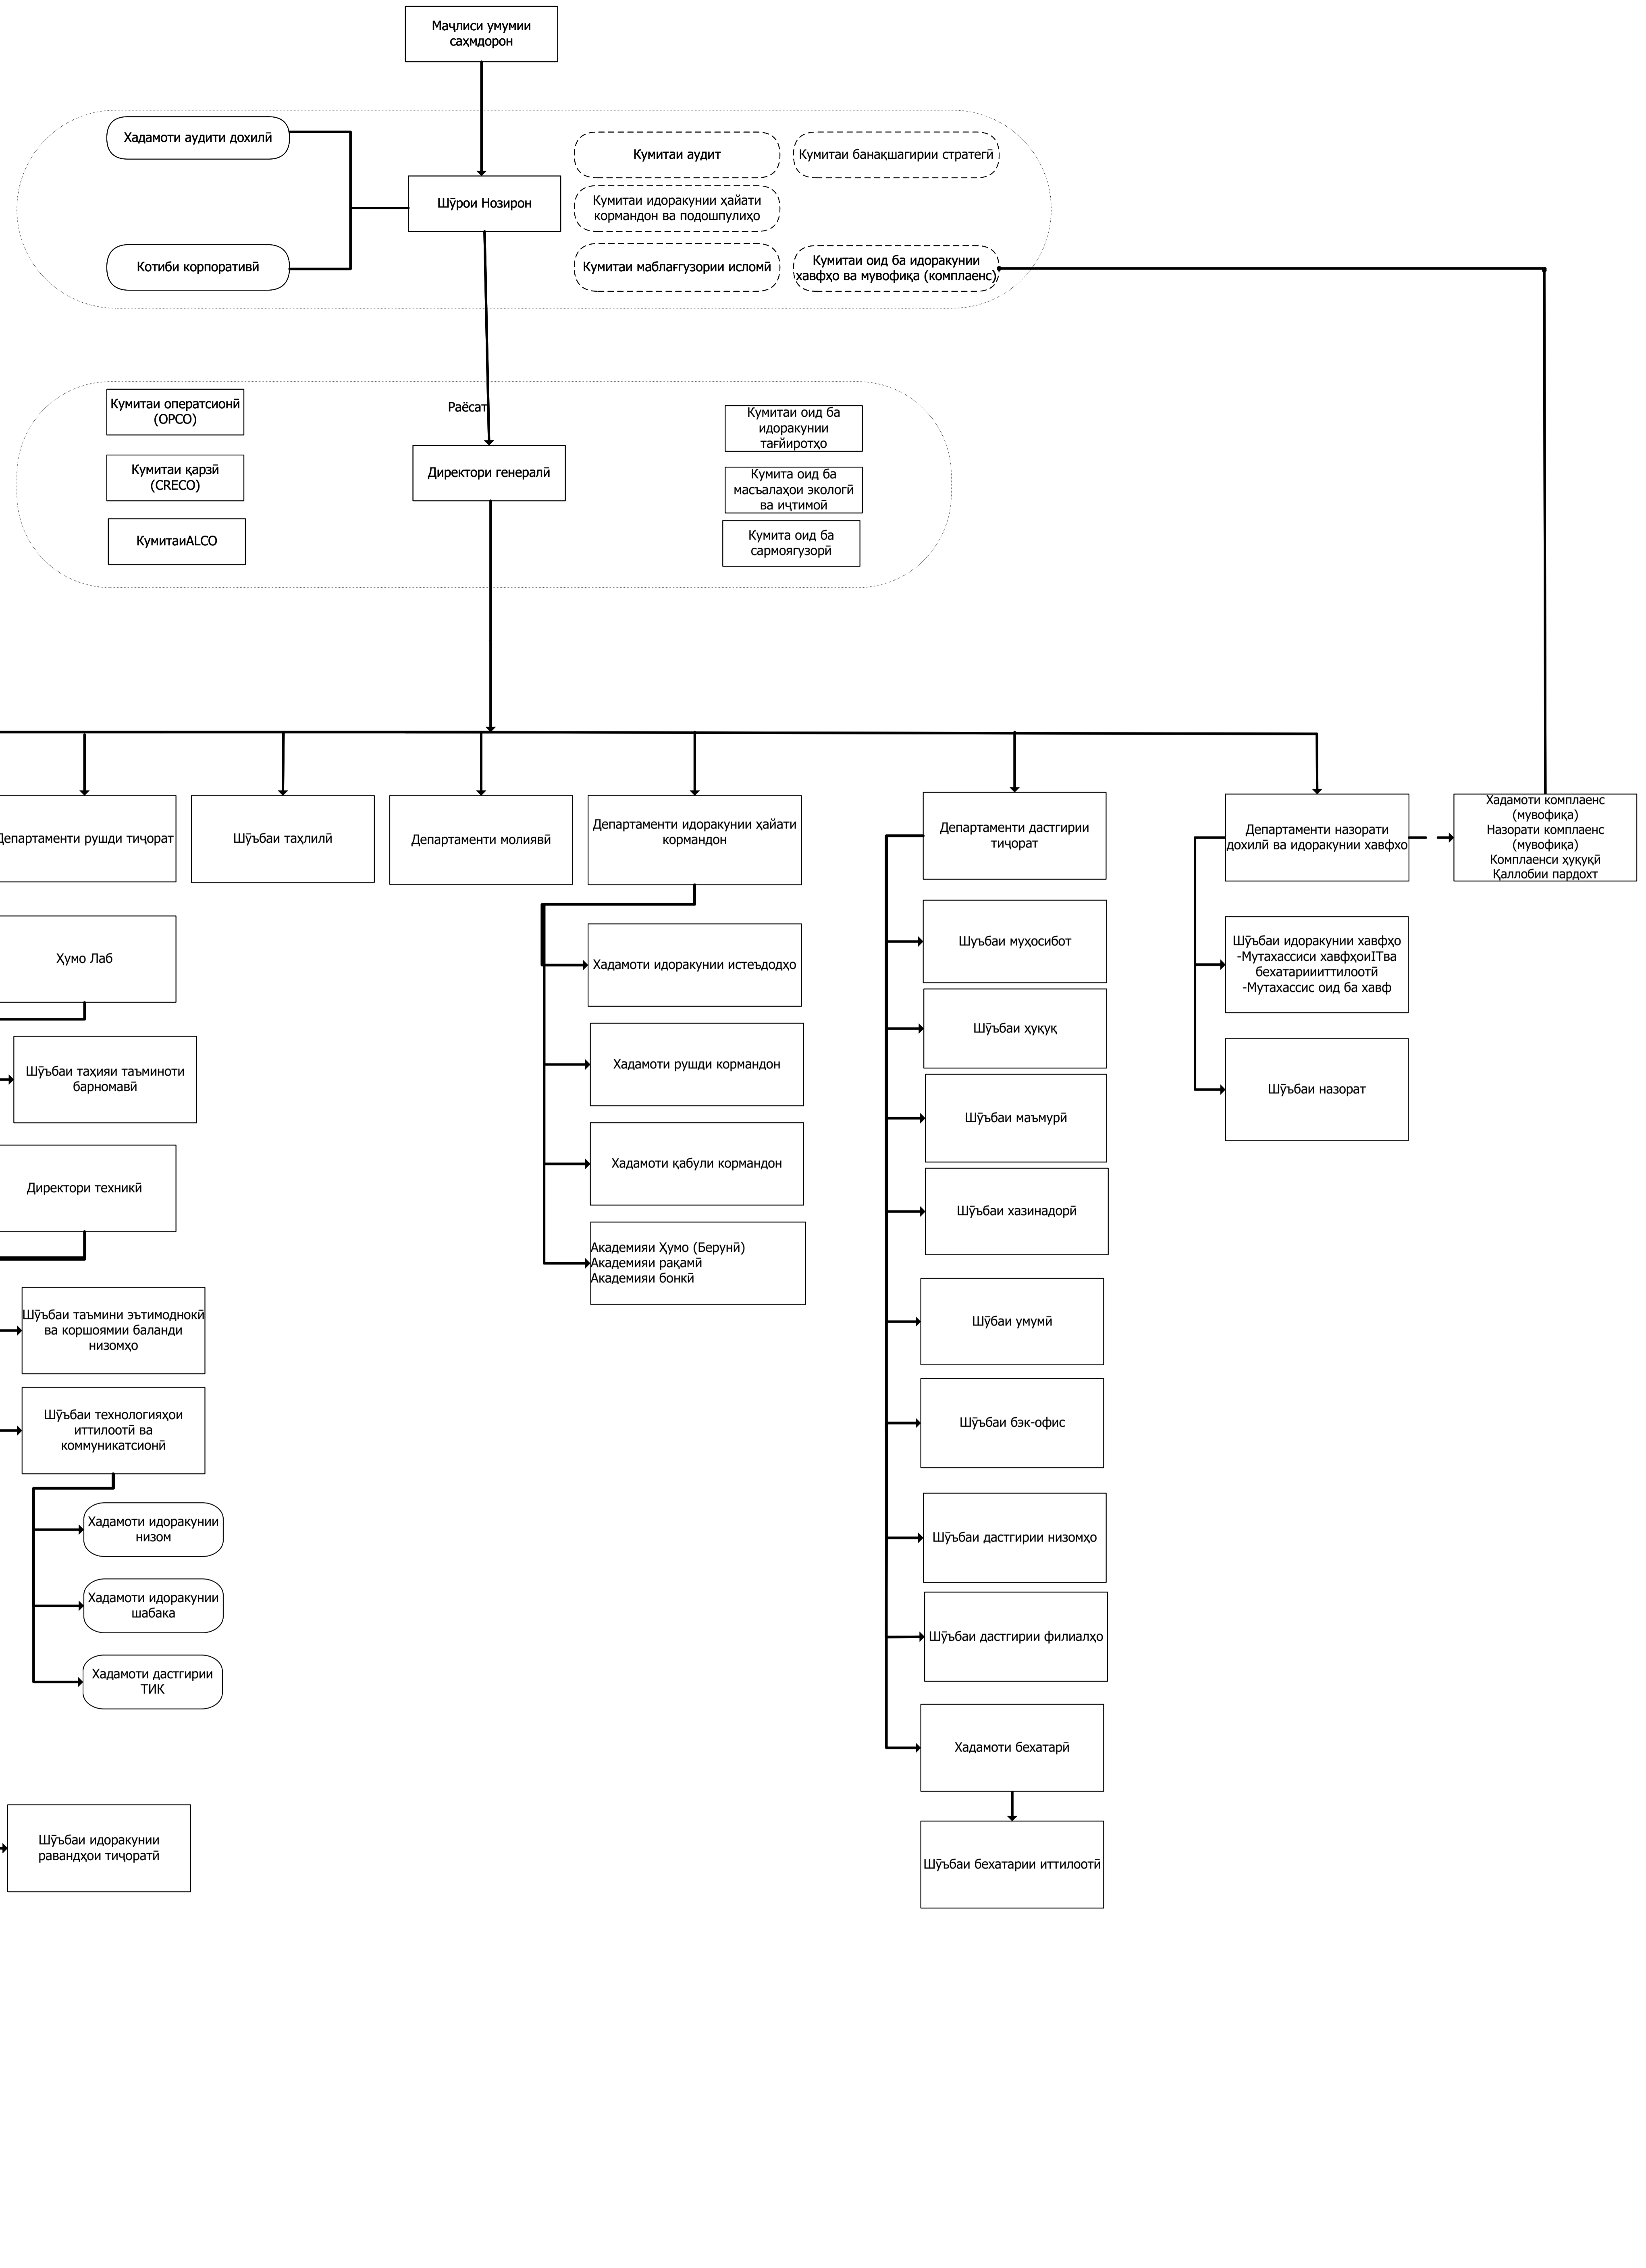 Маҷлиси умумии
саҳмдорон
Хадамоти аудити дохилӣ
Кумитаи аудит
Кумитаи банақшагирии стратегӣ
Шӯрои Нозирон
Кумитаи идоракунии ҳайати
кормандон ва подошпулиҳо
Котиби корпоративӣ
Кумитаи маблағгузории исломӣ
Кумитаи оид ба идоракунии
хавфҳо ва мувофиқа (комплаенс)
Кумитаи оператсионӣ
(OPCO)
Раёсат
Кумитаи оид ба
идоракунии
тағйиротҳо
Кумитаи қарзӣ
(CRECO)
Директори генералӣ
Кумита оид ба
масъалаҳои экологӣ
ва иҷтимоӣ
КумитаиALCO
Кумита оид ба
сармоягузорӣ
Департаменти рушди тиҷорат
Шӯъбаи таҳлилӣ
Департаменти молиявӣ
Департаменти идоракунии ҳайати
кормандон
Департаменти дастгирии
тиҷорат
Департаменти назорати
дохилӣ ва идоракунии хавфхо
Хадамоти комплаенс
(мувофиқа)
Назорати комплаенс
(мувофиқа)
Комплаенси ҳуқуқӣ
Қаллобии пардохт
Ҳумо Лаб
Хадамоти идоракунии истеъдодҳо
Шуъбаи муҳосибот
Шӯъбаи идоракунии хавфҳо
-Мутахассиси хавфҳоиITва
бехатарииттилоотӣ
-Мутахассис оид ба хавф
Шӯъбаи таҳияи таъминоти
барномавӣ
Хадамоти рушди кормандон
Шӯъбаи ҳуқуқ
Шӯъбаи назорат
Шӯъбаи маъмурӣ
Директори техникӣ
Хадамоти қабули кормандон
Шӯъбаи хазинадорӣ
Академияи Ҳумо (Берунӣ)
Академияи рақамӣ
Академияи бонкӣ
Шӯъбаи таъмини эътимоднокӣ
ва коршоямии баланди
низомҳо
Шӯбаи умумӣ
Шӯъбаи технологияҳои
иттилоотӣ ва
коммуникатсионӣ
Шӯъбаи бэк-офис
Хадамоти идоракунии
низом
Шӯъбаи дастгирии низомҳо
Хадамоти идоракунии
шабака
Шӯъбаи дастгирии филиалҳо
Хадамоти дастгирии
ТИК
Хадамоти бехатарӣ
Шӯъбаи идоракунии
равандҳои тиҷоратӣ
Шӯъбаи бехатарии иттилоотӣ